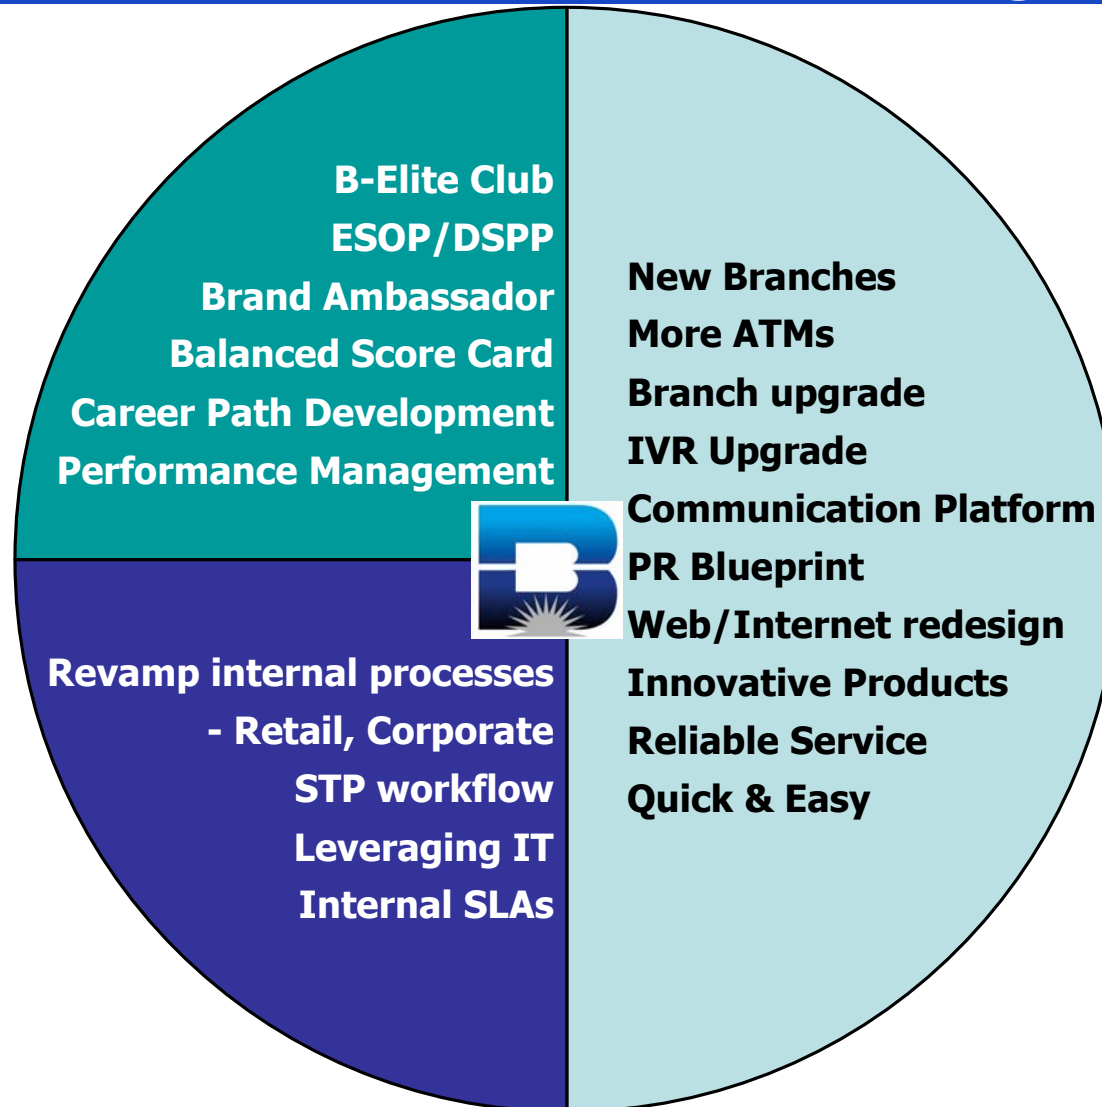 B-Elite Club
ESOP/DSPP
Brand Ambassador
Balanced Score Card
Career Path Development
Performance Management
Revamp internal processes
- Retail, Corporate
STP workflow
Leveraging IT
Internal SLAs
New Branches
More ATMs
Branch upgrade
IVR Upgrade
Communication Platform
PR Blueprint
Web/Internet redesign
Innovative Products
Reliable Service
Quick & Easy
B